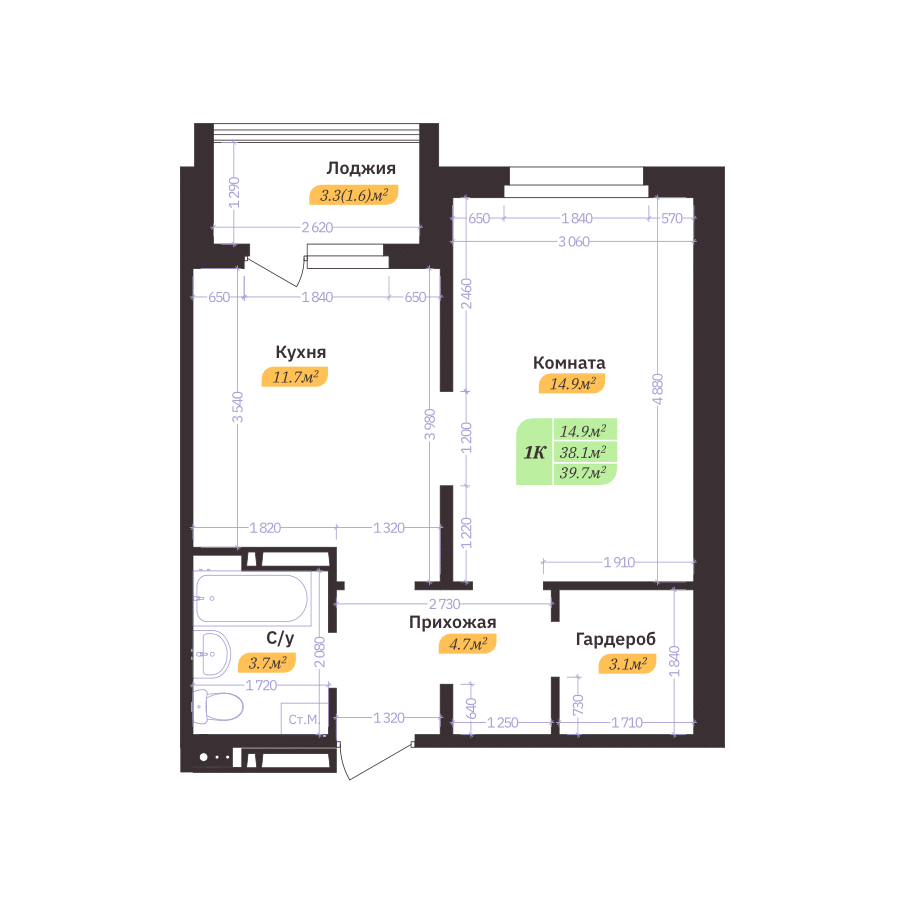 Лоджия
3.3(1.6)м²
1 290
2 620
650
1 840
570
3 060
650
1 840
650
2 460
Кухня
11.7м²
Комната
14.9м²
3 540
3 980
4 880
1 200
1К
14.9м²
38.1м²
39.7м²
1 820
1 320
1 220
1 910
2 730
С/у
3.7м²
2 080
Прихожая
4.7м²
Гардероб
3.1м²
1 840
1 720
640
730
Ст.М.
1 320
1 250
1 710